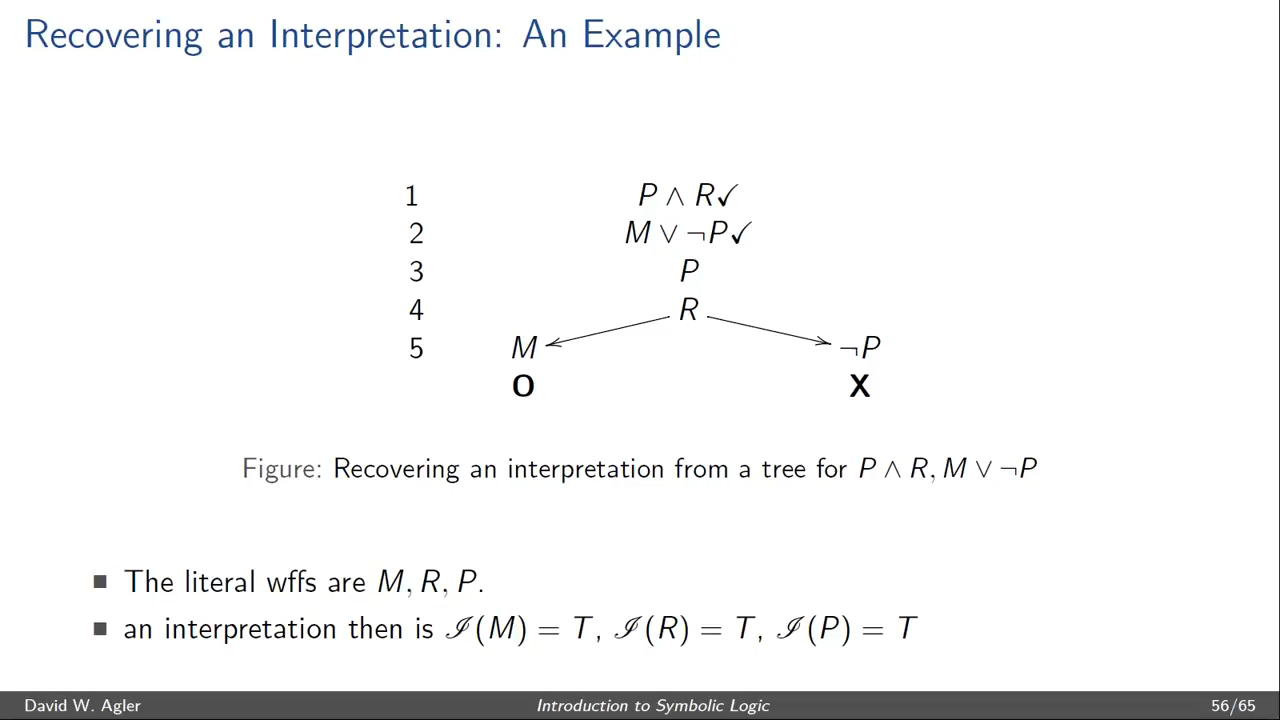 Recovering an Interpretation: An Example
1 P ∧ R✓
2 M ∨ ¬P✓
3 P
4 R
5 M ¬P
O X
Figure: Recovering an interpretation from a tree for P ∧ R, M ∨ ¬P
■ The literal wffs are M, R, P.
■ an interpretation then is ℐ(M) = T, ℐ(R) = T, ℐ(P) = T
David W. Agler Introduction to Symbolic Logic 56/65